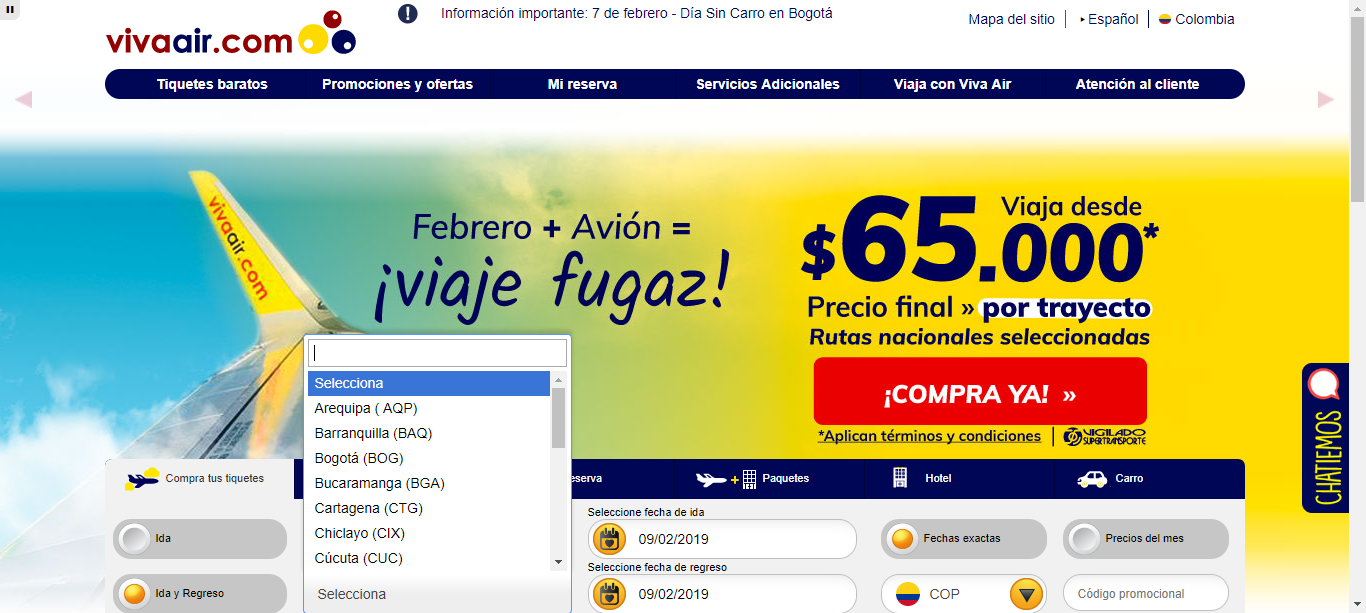 Información importante: 7 de febrero - Día Sin Carro en Bogotá
Mapa del sitio
Español
Colombia
vivaair.com
Tiquetes baratos
Promociones y ofertas
Mi reserva
Servicios Adicionales
Viaja con Viva Air
Atención al cliente
vivaair.com
Febrero + Avión =
¡viaje fugaz!
Viaja desde
$65.000*
Precio final » por trayecto
Rutas nacionales seleccionadas
¡COMPRA YA! »
*Aplican términos y condiciones
VIGILADO
SUPERTRANSPORTE
CHATIEMOS
Selecciona
Arequipa ( AQP)
Barranquilla (BAQ)
Bogotá (BOG)
Bucaramanga (BGA)
Cartagena (CTG)
Chiclayo (CIX)
Cúcuta (CUC)
Selecciona
Compra tus tiquetes
eserva
Paquetes
Hotel
Carro
Ida
Ida y Regreso
Seleccione fecha de ida
09/02/2019
Seleccione fecha de regreso
09/02/2019
Fechas exactas
Precios del mes
COP
Código promocional